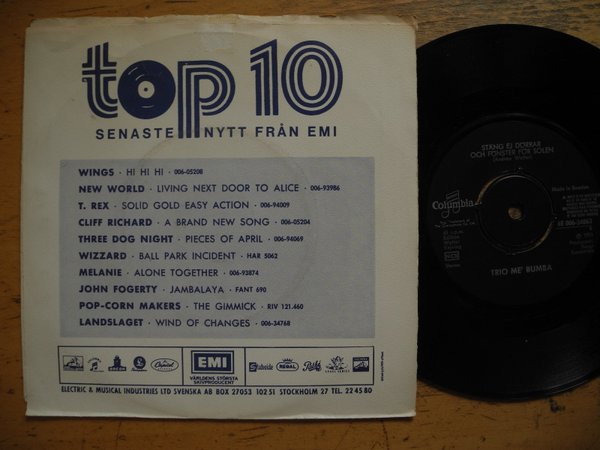 top 10
SENASTE NYTT FRÅN EMI
WINGS · HI HI HI · 006-05208
NEW WORLD · LIVING NEXT DOOR TO ALICE · 006-93986
T. REX · SOLID GOLD EASY ACTION · 006-94009
CLIFF RICHARD · A BRAND NEW SONG · 006-05204
THREE DOG NIGHT · PIECES OF APRIL · 006-94069
WIZZARD · BALL PARK INCIDENT · HAR 5062
MELANIE · ALONE TOGETHER · 006-93874
JOHN FOGERTY · JAMBALAYA · FANT 690
POP-CORN MAKERS · THE GIMMICK · RIV 121.460
LANDSLAGET · WIND OF CHANGES · 006-34768
Capitol
EMI
Stateside
REGAL
Pathé
VÄRLDENS STÖRSTA
SKIVPRODUCENT
ELECTRIC & MUSICAL INDUSTRIES LTD SVENSKA AB BOX 27053 102 51 STOCKHOLM 27 TEL. 22 45 80
STÄNG EJ DÖRRAR
OCH FÖNSTER FÖR SOLEN
Columbia
Made in Sweden
TRIO ME' BUMBA